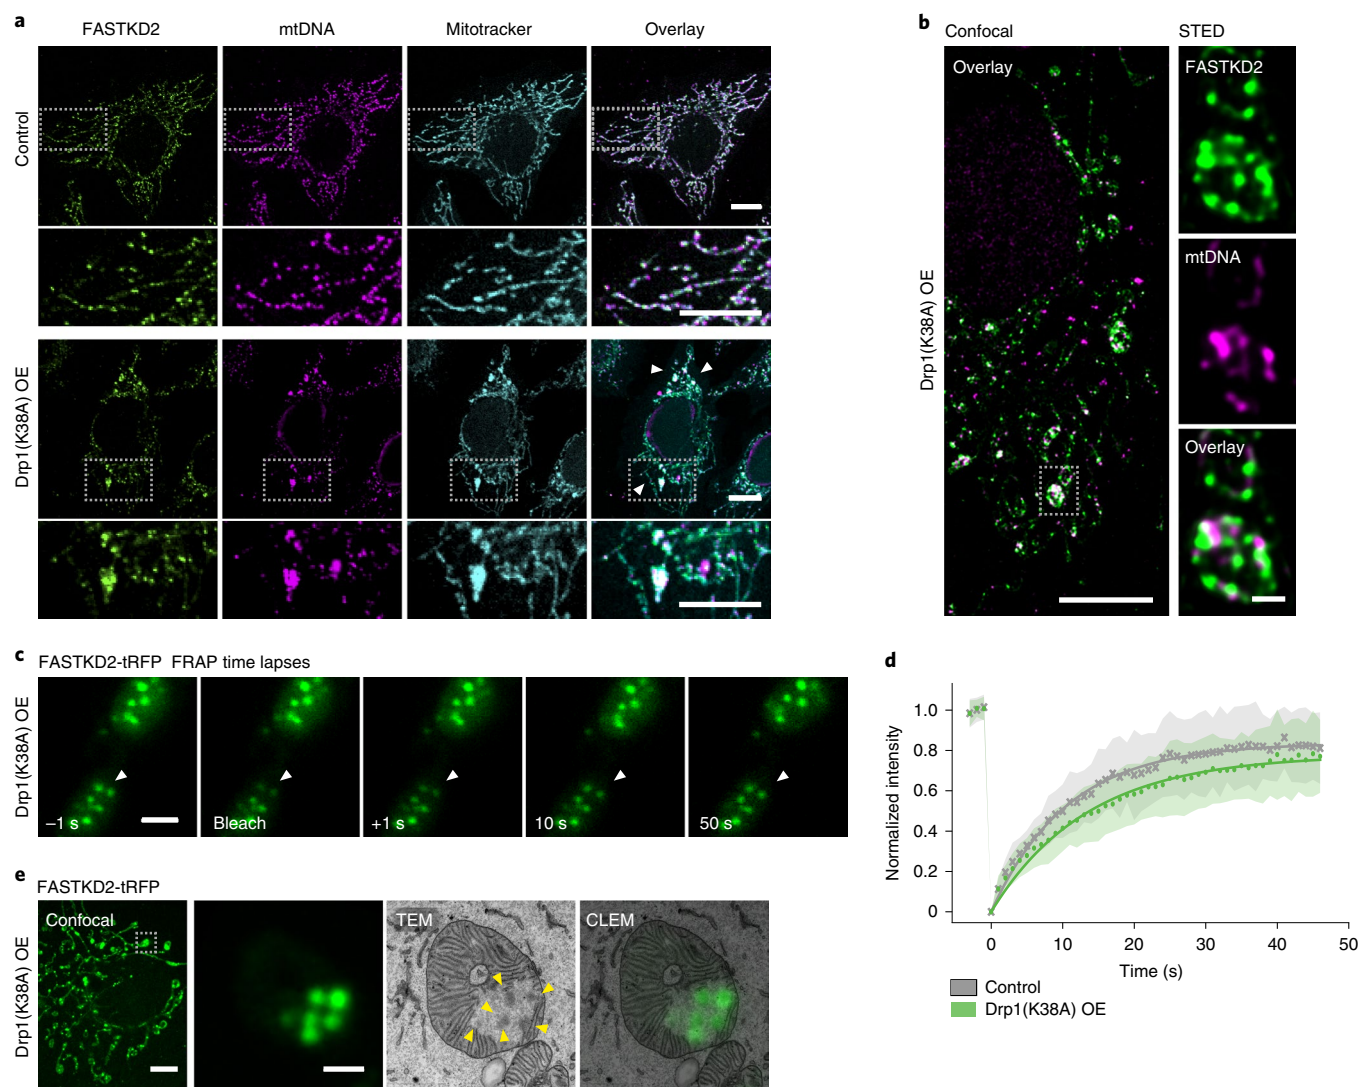 a
FASTKD2 mtDNA Mitotracker Overlay
Control
Drp1(K38A) OE
b
Confocal STED
Overlay
FASTKD2
mtDNA
Overlay
Drp1(K38A) OE
c
FASTKD2-tRFP FRAP time lapses
Drp1(K38A) OE
–1 s Bleach +1 s 10 s 50 s
d
Normalized intensity
1.0
0.8
0.6
0.4
0.2
0
0 10 20 30 40 50
Time (s)
Control
Drp1(K38A) OE
e
FASTKD2-tRFP
Confocal TEM CLEM
Drp1(K38A) OE